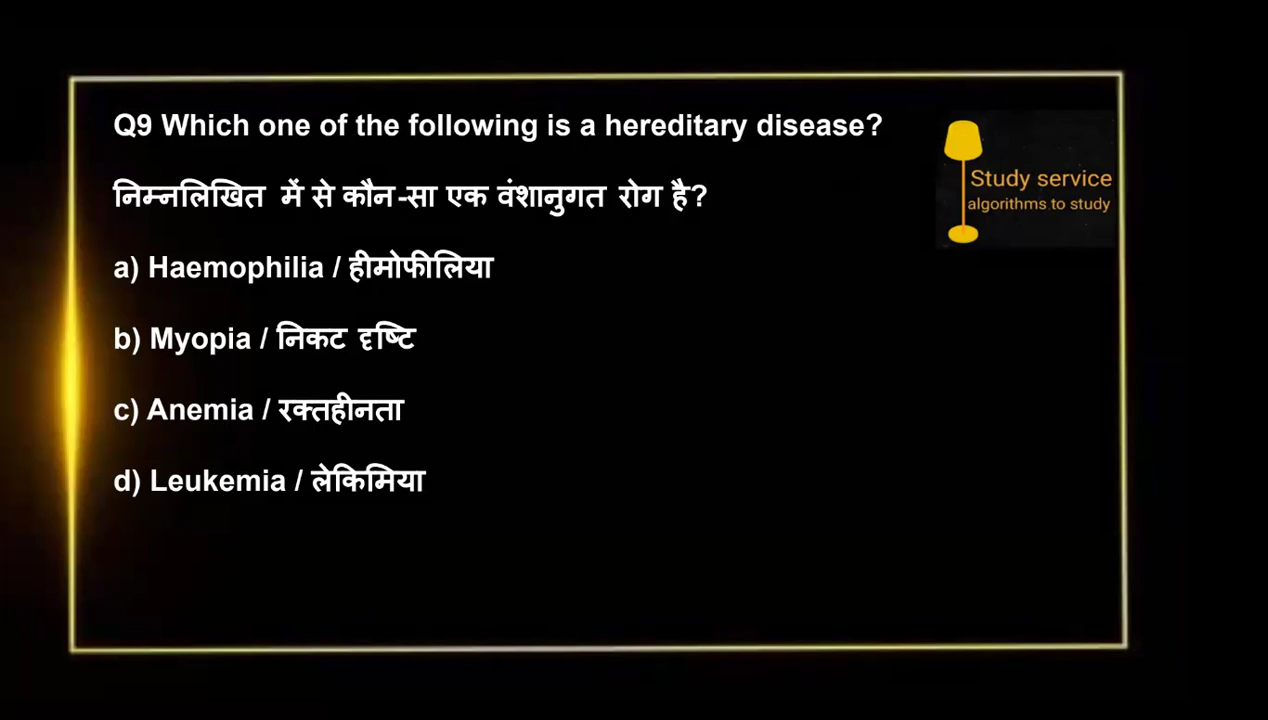 Q9 Which one of the following is a hereditary disease?
निम्नलिखित में से कौन-सा एक वंशानुगत रोग है?
a) Haemophilia / हीमोफीलिया
b) Myopia / निकट दृष्टि
c) Anemia / रक्तहीनता
d) Leukemia / लेकिमिया
Study service
algorithms to study